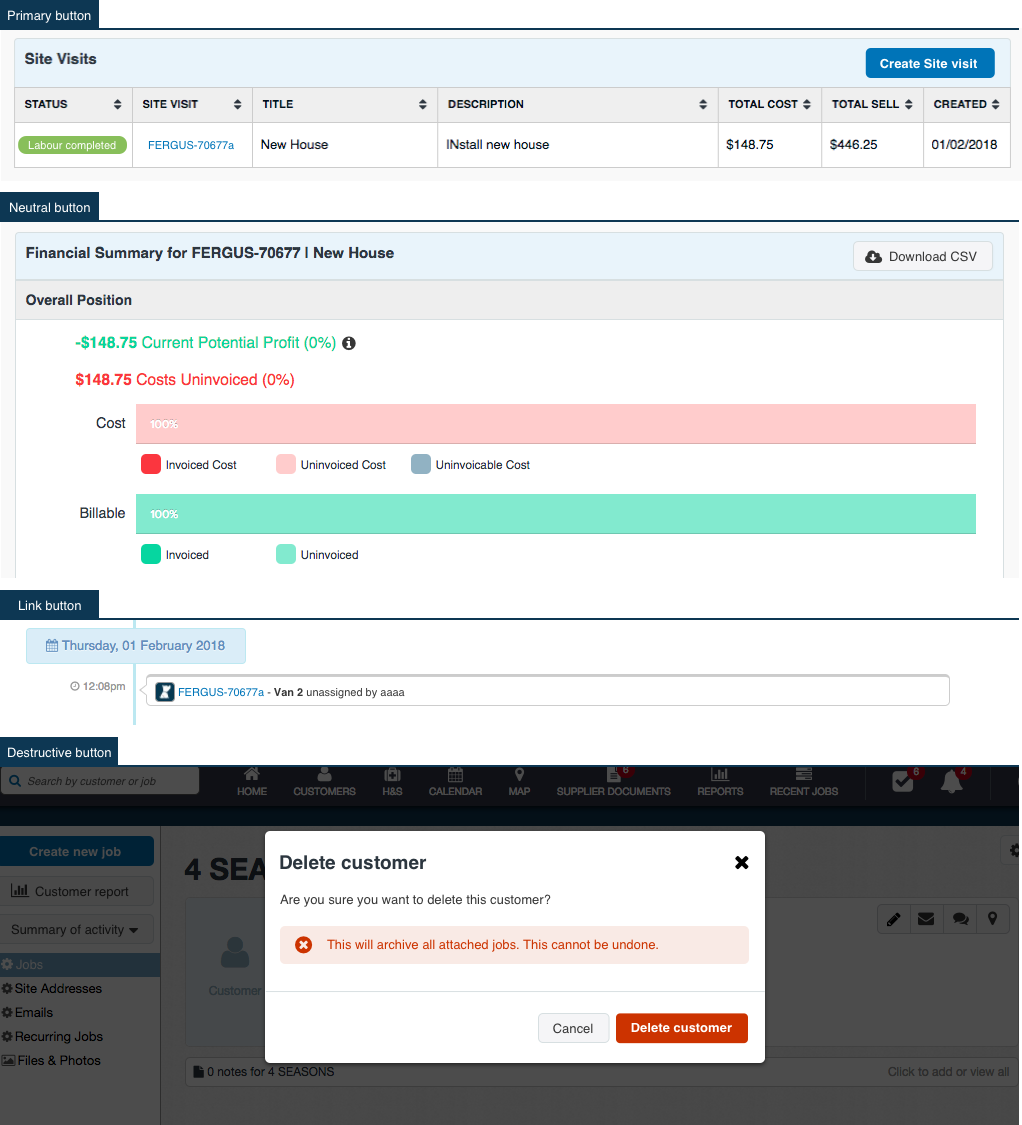 Primary button
Site Visits
Create Site visit
STATUS SITE VISIT TITLE DESCRIPTION TOTAL COST TOTAL SELL CREATED
Labour completed FERGUS-70677a New House INstall new house $148.75 $446.25 01/02/2018
Neutral button
Financial Summary for FERGUS-70677 | New House
Download CSV
Overall Position
-$148.75 Current Potential Profit (0%)
$148.75 Costs Uninvoiced (0%)
Cost 100%
Invoiced Cost Uninvoiced Cost Uninvoicable Cost
Billable 100%
Invoiced Uninvoiced
Link button
Thursday, 01 February 2018
12:08pm FERGUS-70677a - Van 2 unassigned by aaaa
Destructive button
Search by customer or job
6 6 4
HOME CUSTOMERS H&S CALENDAR MAP SUPPLIER DOCUMENTS REPORTS RECENT JOBS
Create new job
Customer report
Summary of activity
Jobs
Site Addresses
Emails
Recurring Jobs
Files & Photos
4 SEA
Customer
Delete customer
Are you sure you want to delete this customer?
This will archive all attached jobs. This cannot be undone.
Cancel Delete customer
0 notes for 4 SEASONS Click to add or view all